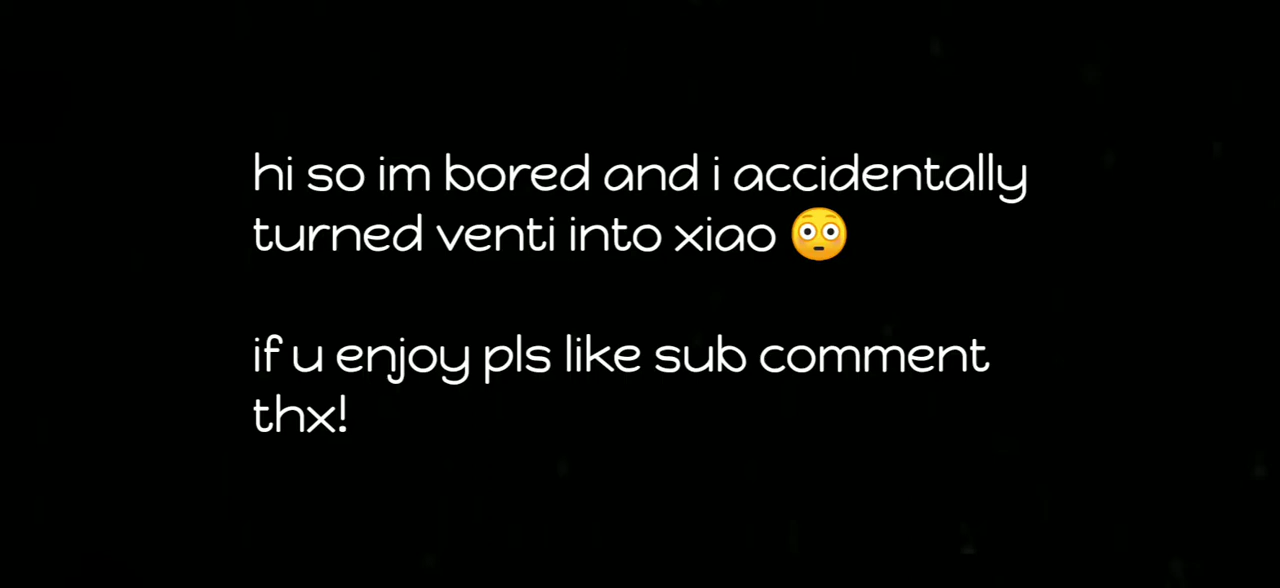 hi so im bored and i accidentally
turned venti into xiao 😳
if u enjoy pls like sub comment
thx!